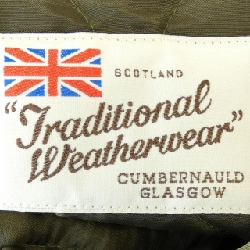 SCOTLAND
"Traditional
Weatherwear"
CUMBERNAULD
GLASGOW